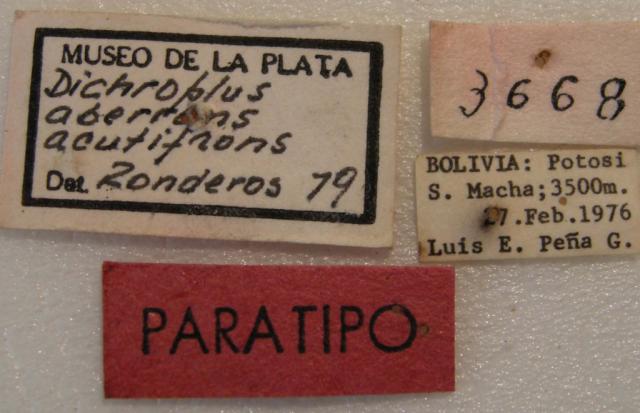 MUSEO DE LA PLATA
Dichroplus
aberrans
acutifrons
Det. Ronderos 79
3668
BOLIVIA: Potosi
S. Macha; 3500m.
27.Feb.1976
Luis E. Peña G.
PARATIPO